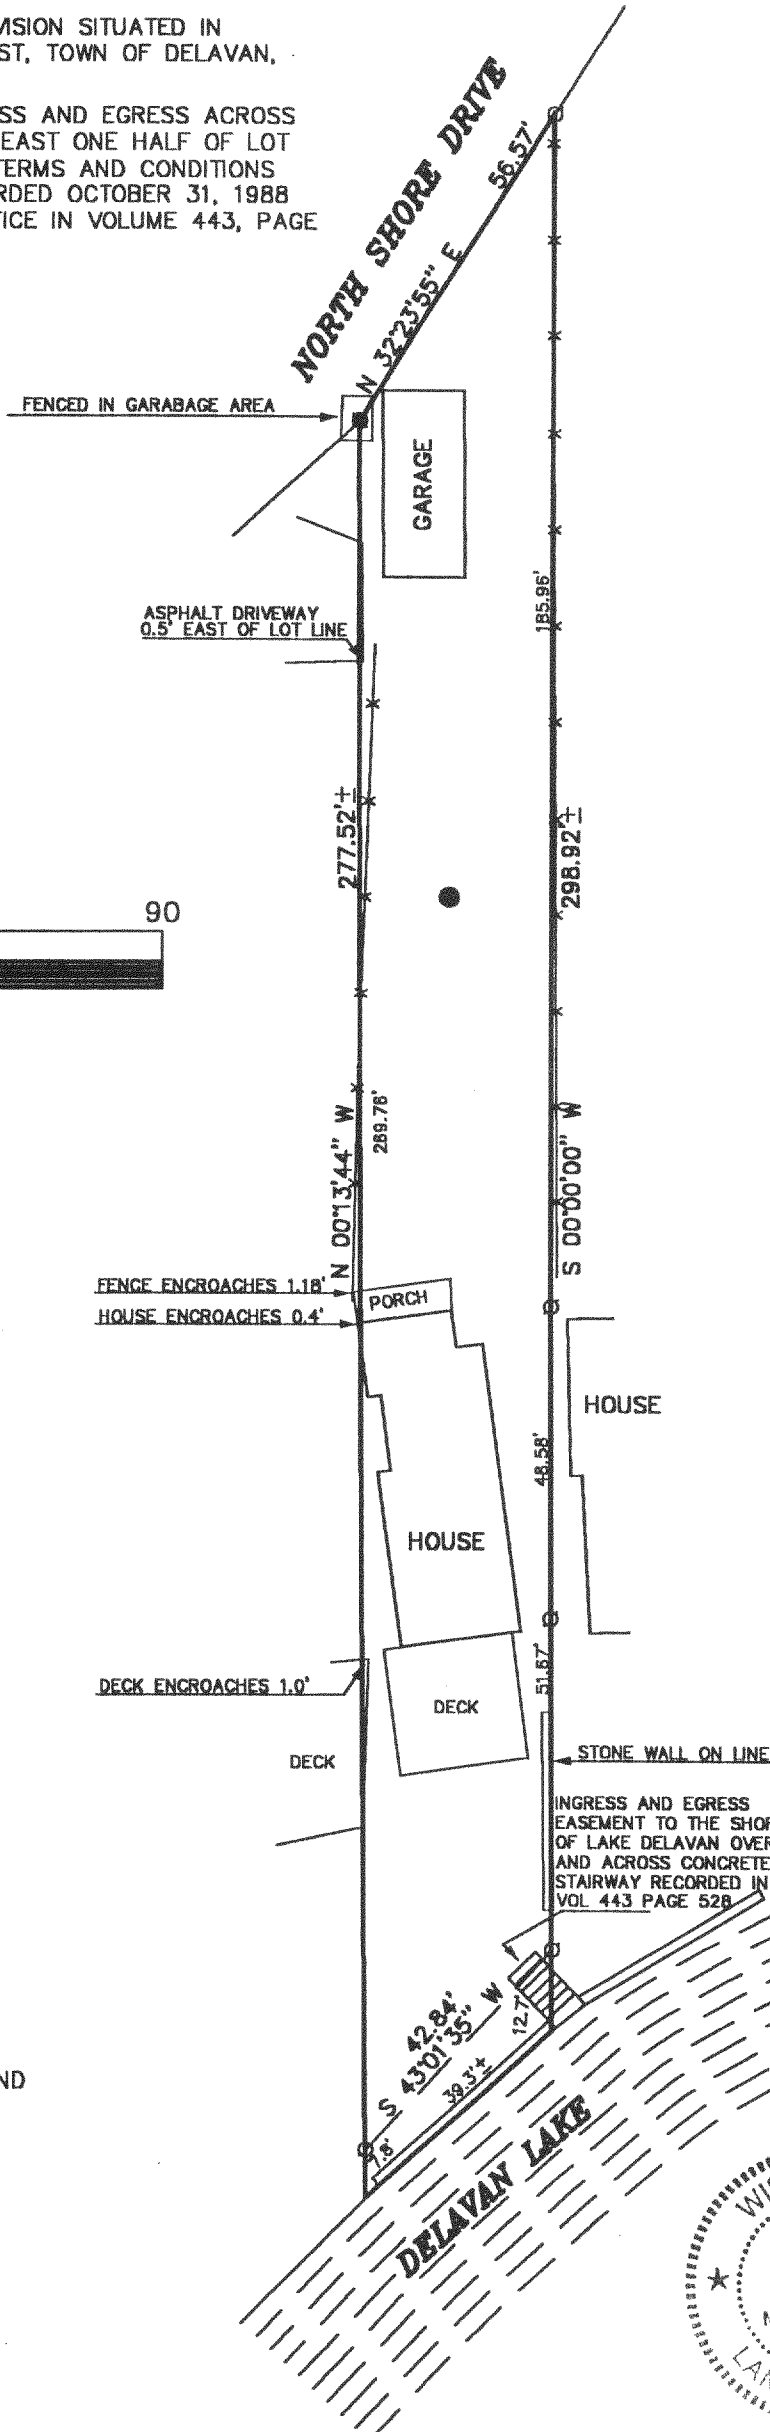 VISION SITUATED IN
ST, TOWN OF DELAVAN,
SS AND EGRESS ACROSS
EAST ONE HALF OF LOT
TERMS AND CONDITIONS
RDED OCTOBER 31, 1988
TICE IN VOLUME 443, PAGE
NORTH SHORE DRIVE
56.57'
N 32°23'55" E
FENCED IN GARABAGE AREA
GARAGE
185.96'
ASPHALT DRIVEWAY
0.5' EAST OF LOT LINE
277.52'±
298.92'±
90
N 00°13'44" W
269.76'
S 00°00'00" W
FENCE ENCROACHES 1.18'
PORCH
HOUSE ENCROACHES 0.4'
HOUSE
48.58'
HOUSE
51.67'
DECK ENCROACHES 1.0'
DECK
DECK
STONE WALL ON LINE
INGRESS AND EGRESS
EASEMENT TO THE SHOR
OF LAKE DELAVAN OVER
AND ACROSS CONCRETE
STAIRWAY RECORDED IN
VOL 443 PAGE 528
42.84'
S 43°01'35" W
12.7'
39.3'±
7.8'
ND
DELAVAN LAKE
WI
LA